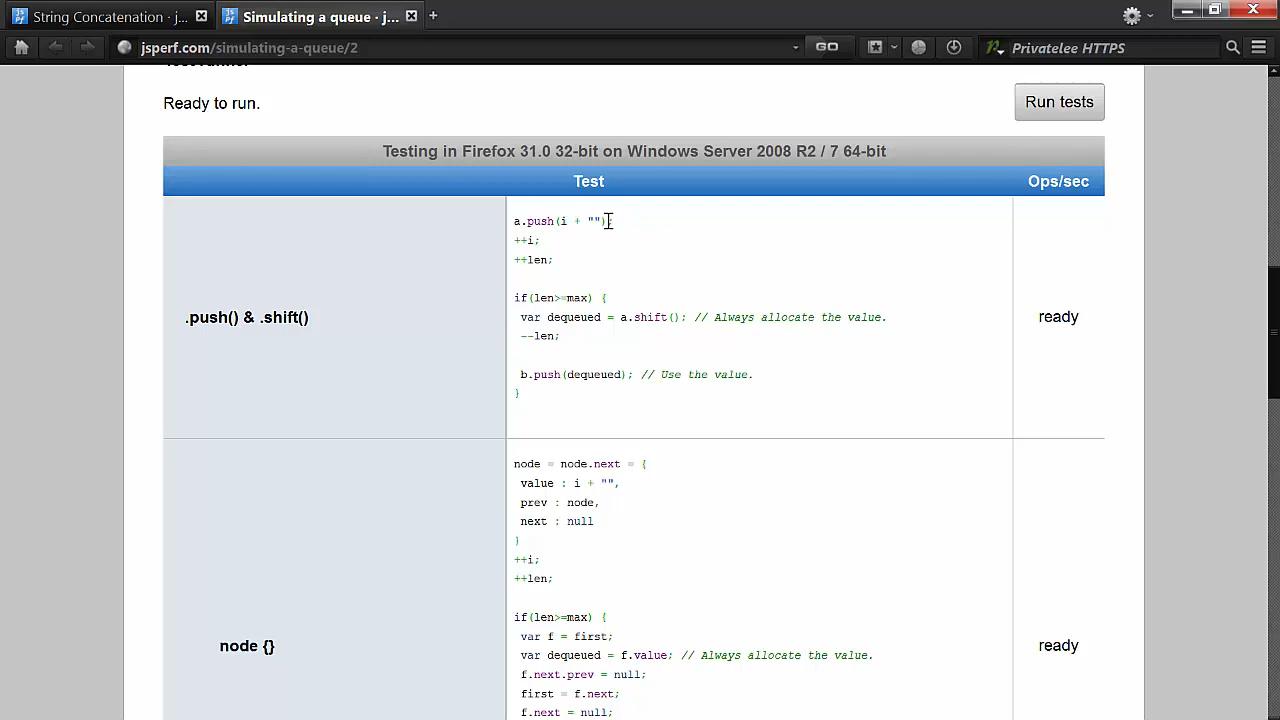 String Concatenation · j...
Simulating a queue · j...
jsperf.com/simulating-a-queue/2
GO
Privatelee HTTPS
Ready to run.
Run tests
Testing in Firefox 31.0 32-bit on Windows Server 2008 R2 / 7 64-bit
Test
Ops/sec
.push() & .shift()
a.push(i + "");
++i;
++len;
if(len>=max) {
var dequeued = a.shift(); // Always allocate the value.
--len;
b.push(dequeued); // Use the value.
}
ready
node {}
node = node.next = {
value : i + "",
prev : node,
next : null
}
++i;
++len;
if(len>=max) {
var f = first;
var dequeued = f.value; // Always allocate the value.
f.next.prev = null;
first = f.next;
f.next = null;
ready